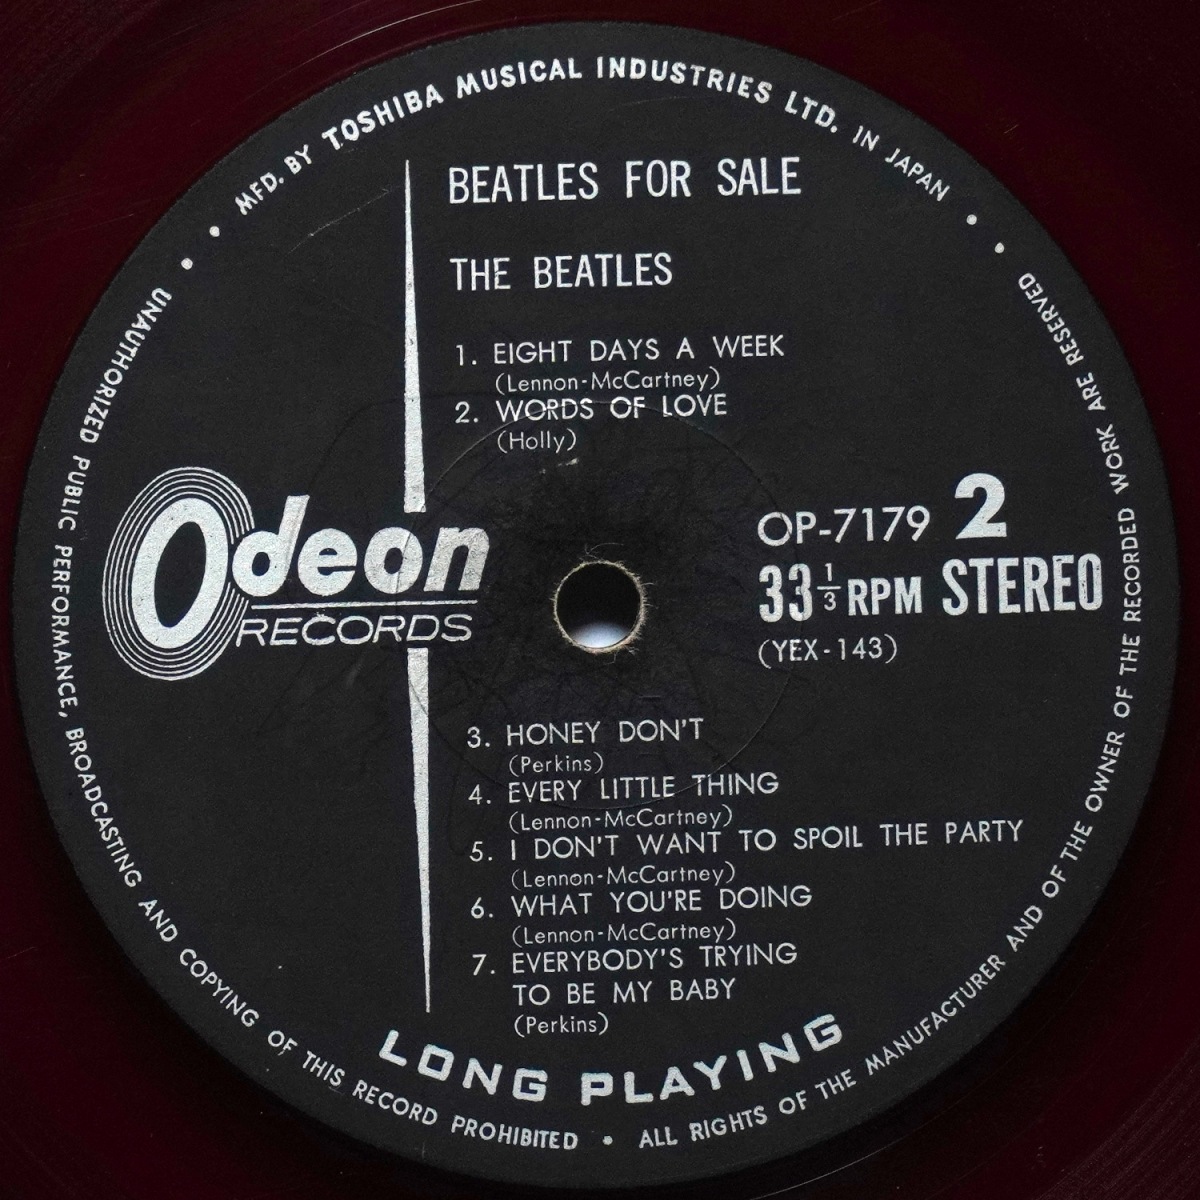 MFD. BY TOSHIBA MUSICAL INDUSTRIES LTD. IN JAPAN
BEATLES FOR SALE
THE BEATLES
1. EIGHT DAYS A WEEK
(Lennon-McCartney)
2. WORDS OF LOVE
(Holly)
Odeon
RECORDS
OP-7179 2
33 1/3 RPM STEREO
(YEX-143)
3. HONEY DON'T
(Perkins)
4. EVERY LITTLE THING
(Lennon-McCartney)
5. I DON'T WANT TO SPOIL THE PARTY
(Lennon-McCartney)
6. WHAT YOU'RE DOING
(Lennon-McCartney)
7. EVERYBODY'S TRYING
TO BE MY BABY
(Perkins)
LONG PLAYING
UNAUTHORIZED PUBLIC PERFORMANCE, BROADCASTING AND COPYING OF THIS RECORD PROHIBITED • ALL RIGHTS OF THE MANUFACTURER AND OF THE OWNER OF THE RECORDED WORK ARE RESERVED